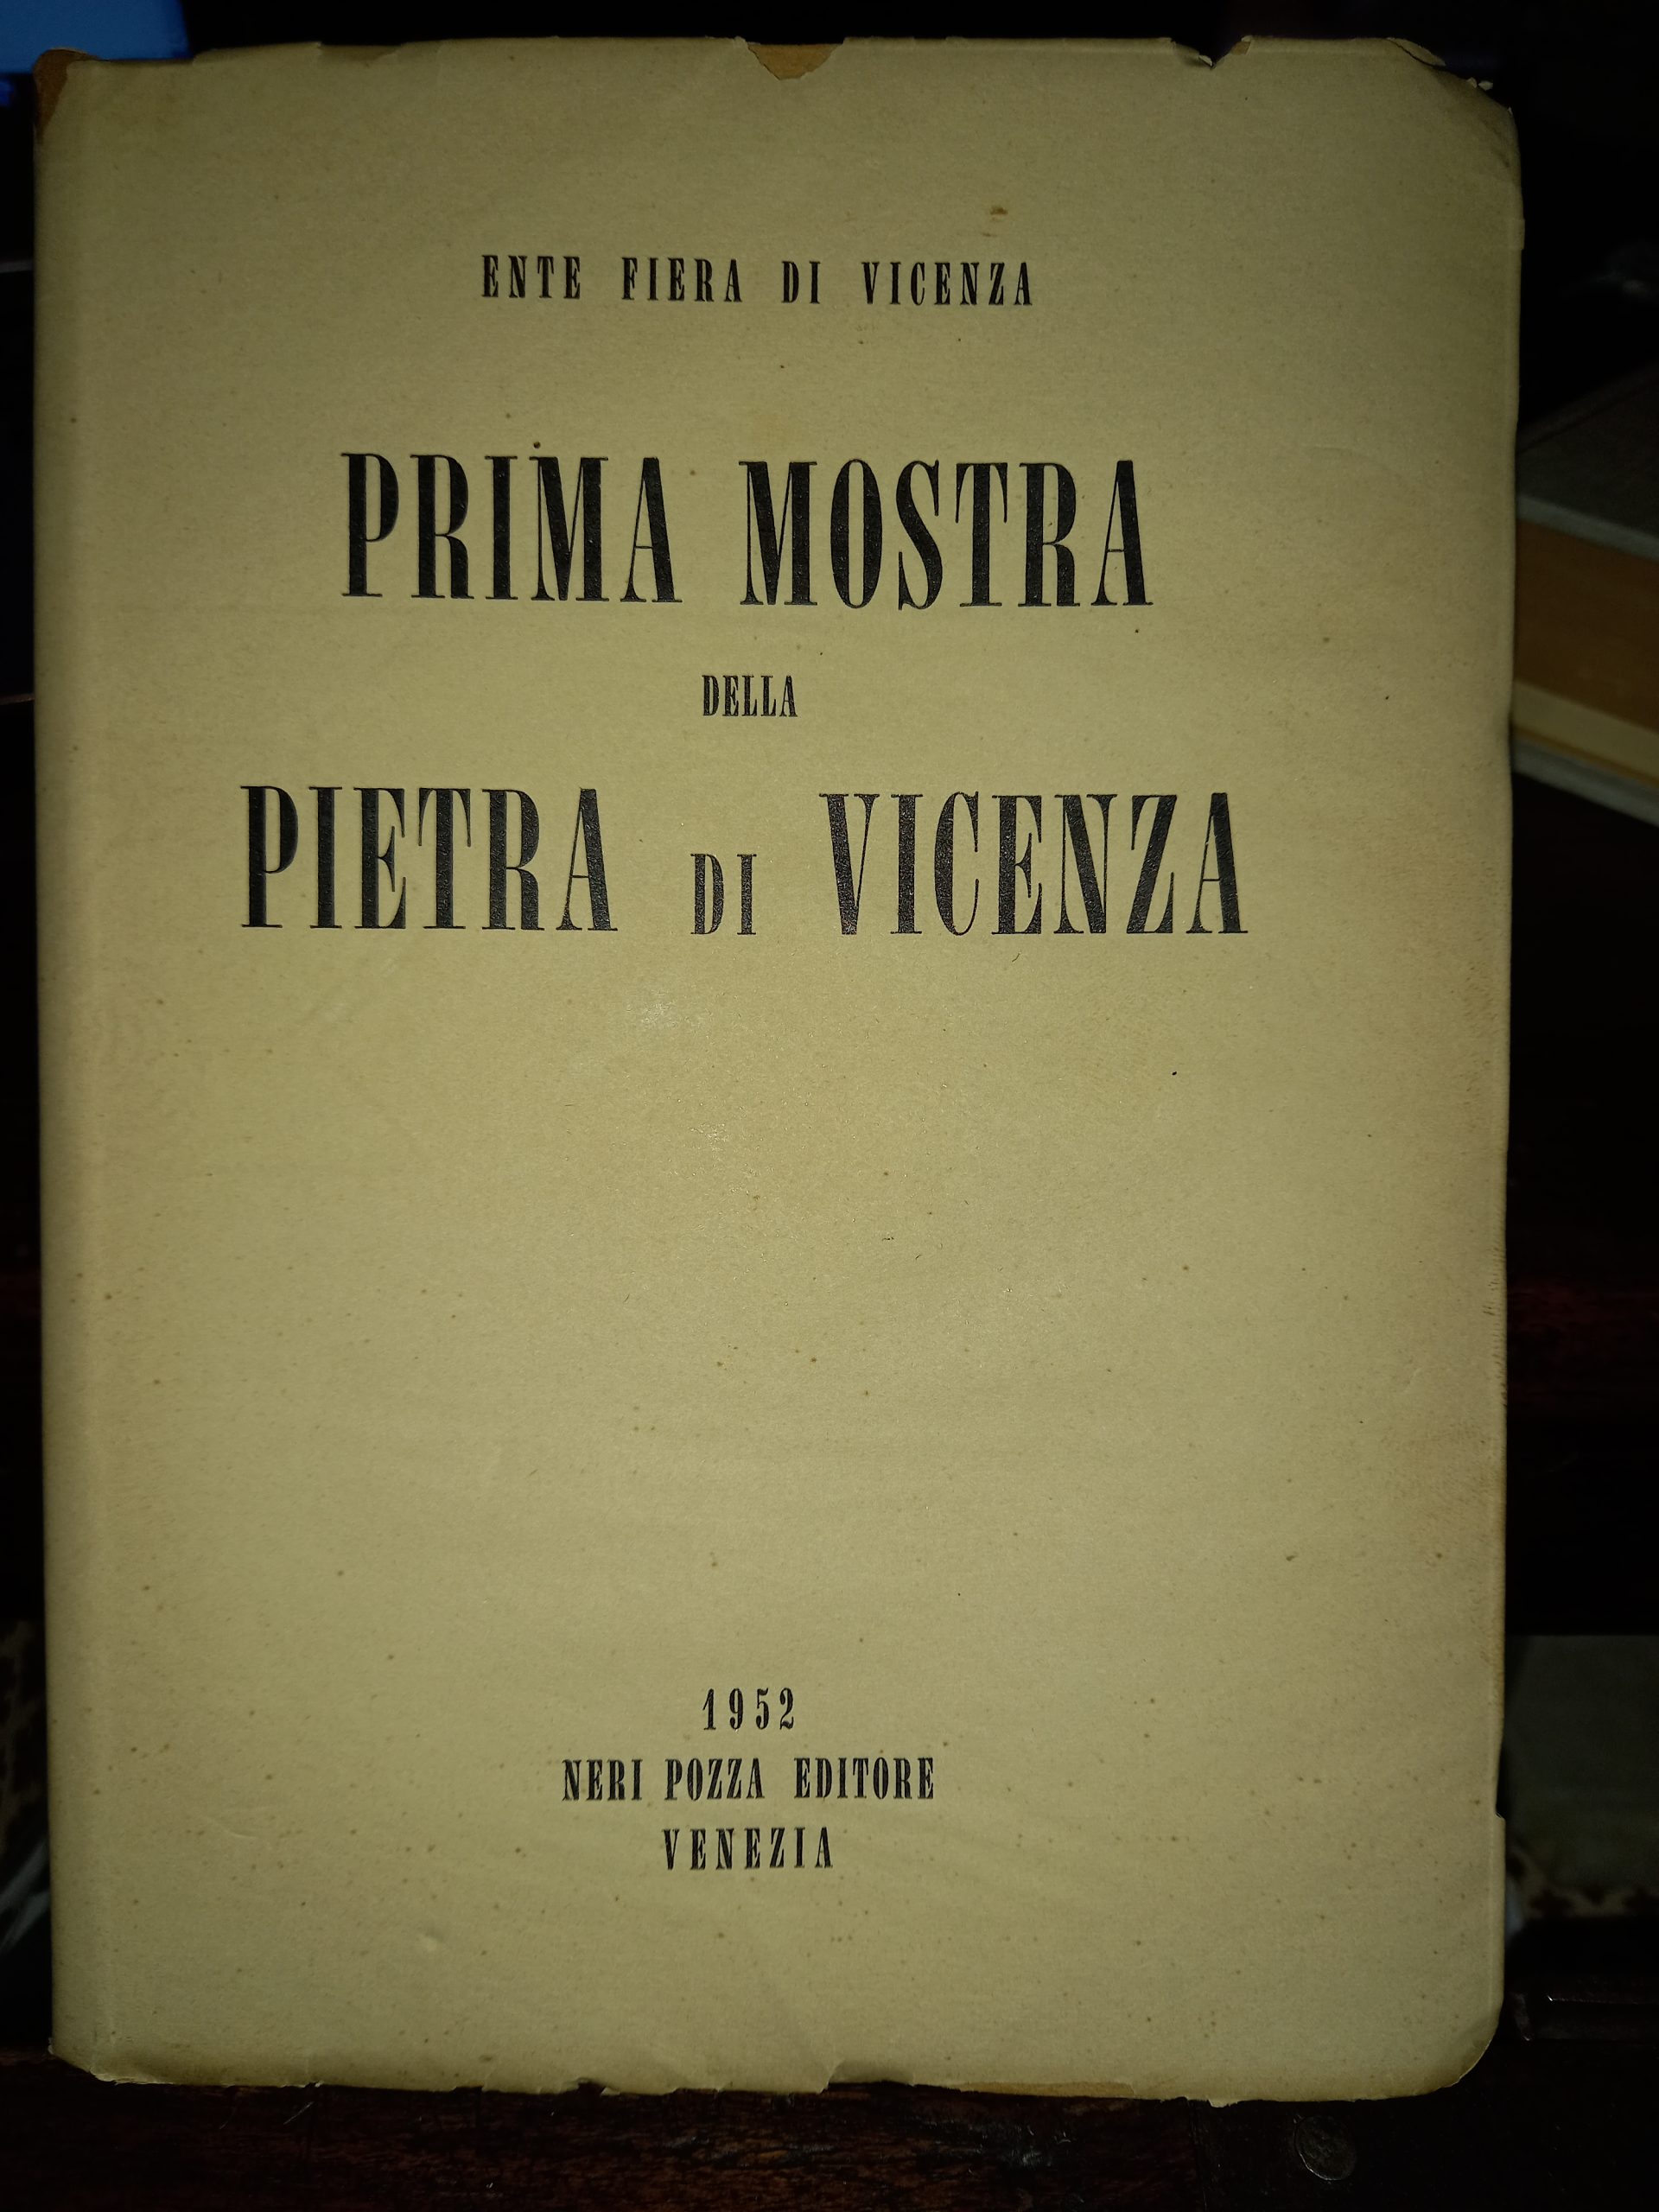 ENTE FIERA DI VICENZA
PRIMA MOSTRA
DELLA
PIETRA DI VICENZA
1952
NERI POZZA EDITORE
VENEZIA